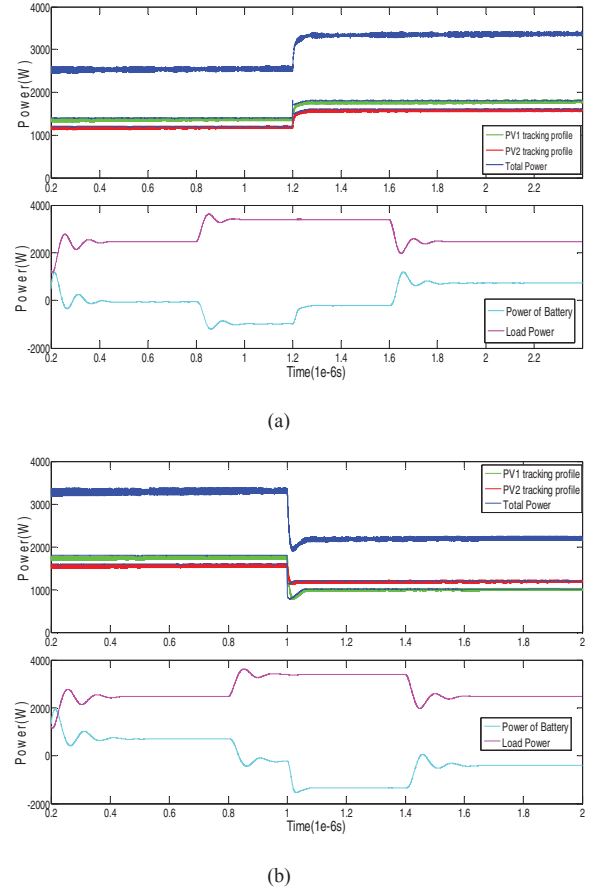 4000
3000
2000
1000
0
Power(W)
0.2 0.4 0.6 0.8 1 1.2 1.4 1.6 1.8 2 2.2
PV1 tracking profile
PV2 tracking profile
Total Power
4000
2000
0
-2000
Power(W)
0.2 0.4 0.6 0.8 1 1.2 1.4 1.6 1.8 2 2.2
Time(1e-6s)
Power of Battery
Load Power
(a)
4000
3000
2000
1000
0
Power(W)
0.2 0.4 0.6 0.8 1 1.2 1.4 1.6 1.8 2
PV1 tracking profile
PV2 tracking profile
Total Power
4000
2000
0
-2000
Power(W)
0.2 0.4 0.6 0.8 1 1.2 1.4 1.6 1.8 2
Time(1e-6s)
Power of Battery
Load Power
(b)